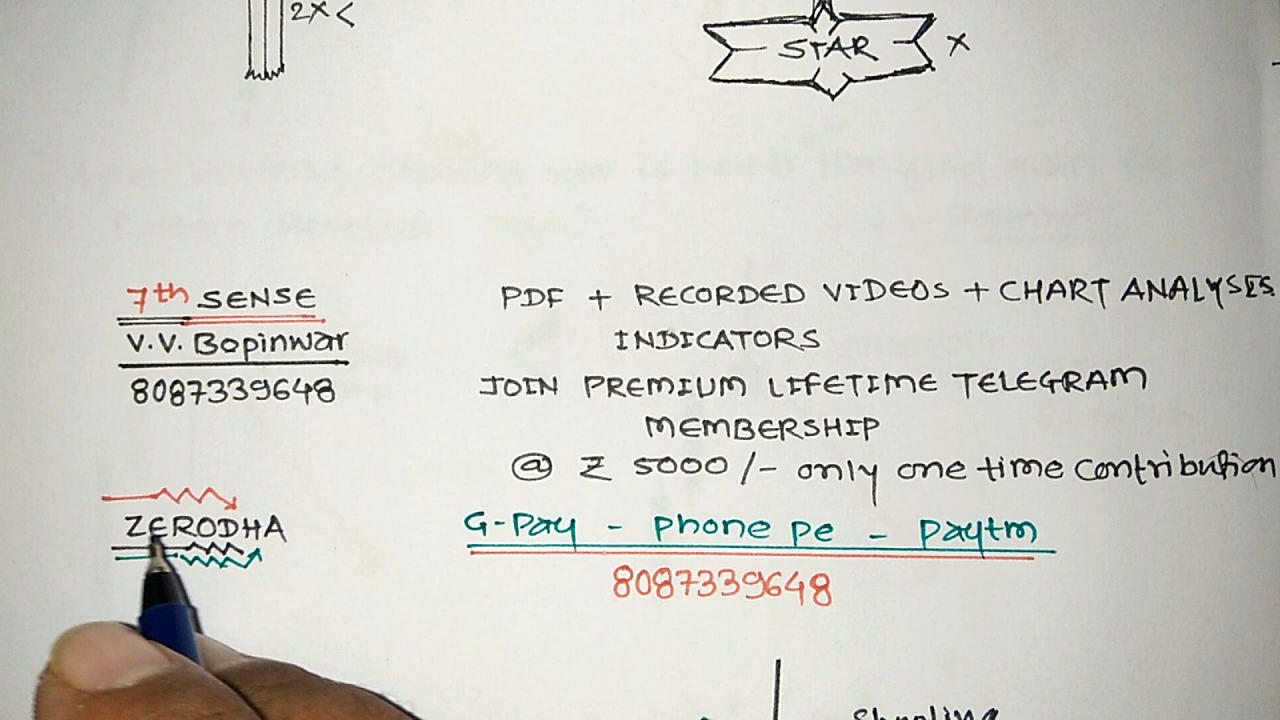 2X <
STAR X
7th SENSE
V.V. Bopinwar
8087339648
PDF + RECORDED VIDEOS + CHART ANALYSES
INDICATORS
JOIN PREMIUM LIFETIME TELEGRAM
MEMBERSHIP
@ ₹ 5000/- only one time contribution
ZERODHA
G-Pay - Phone pe - Paytm
8087339648